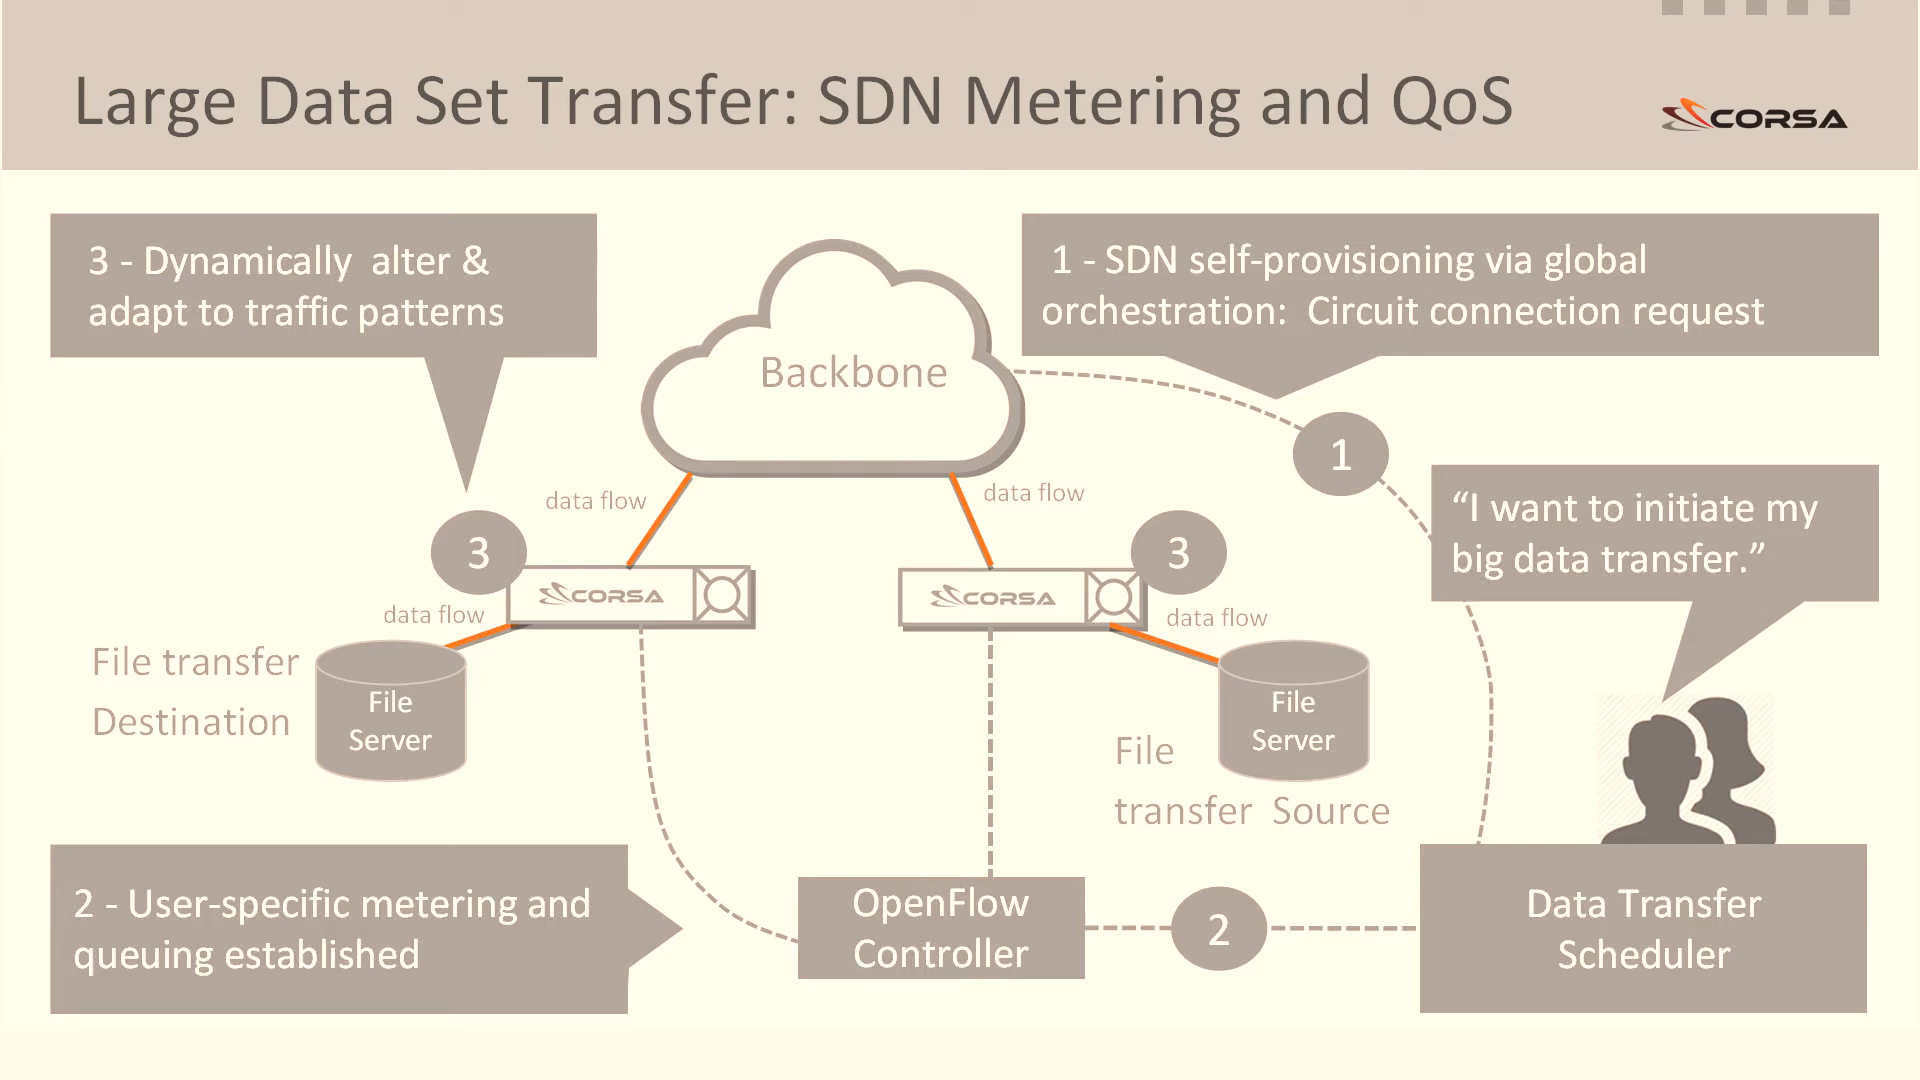 Large Data Set Transfer: SDN Metering and QoS
CORSA
3 - Dynamically alter &
adapt to traffic patterns
1 - SDN self-provisioning via global
orchestration: Circuit connection request
Backbone
1
"I want to initiate my
big data transfer."
data flow
data flow
3
3
CORSA
CORSA
data flow
data flow
File transfer
Destination
File
Server
File
Server
File
transfer Source
2 - User-specific metering and
queuing established
OpenFlow
Controller
2
Data Transfer
Scheduler